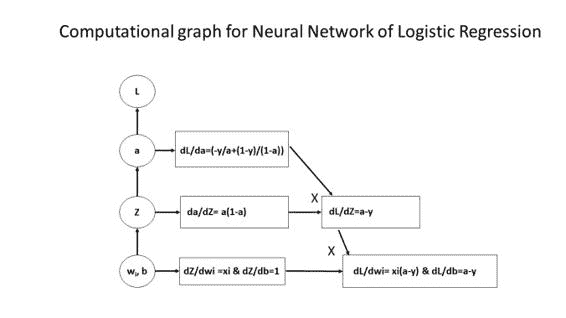 Computational graph for Neural Network of Logistic Regression
L
a
dL/da=(-y/a+(1-y)/(1-a))
Z
da/dZ= a(1-a)
X
dL/dZ=a-y
X
wi, b
dZ/dwi =xi & dZ/db=1
dL/dwi= xi(a-y) & dL/db=a-y